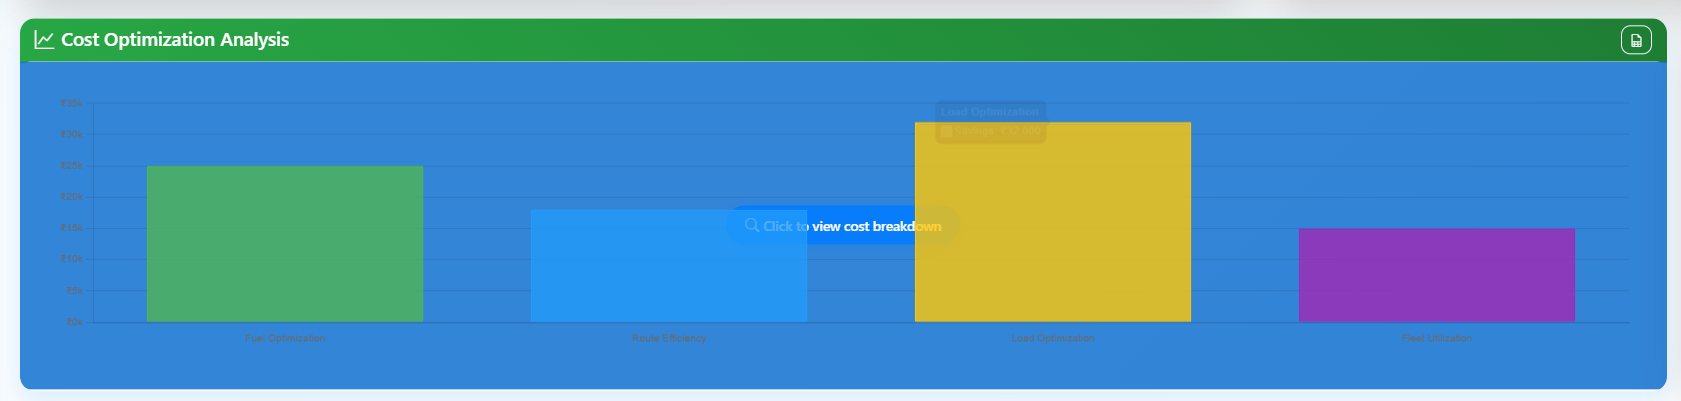 Cost Optimization Analysis
₹35k
Load Optimization
Savings: ₹32,000
₹30k
₹25k
₹20k
₹15k
Click to view cost breakdown
₹10k
₹5k
₹0k
Fuel Optimization
Route Efficiency
Load Optimization
Fleet Utilization